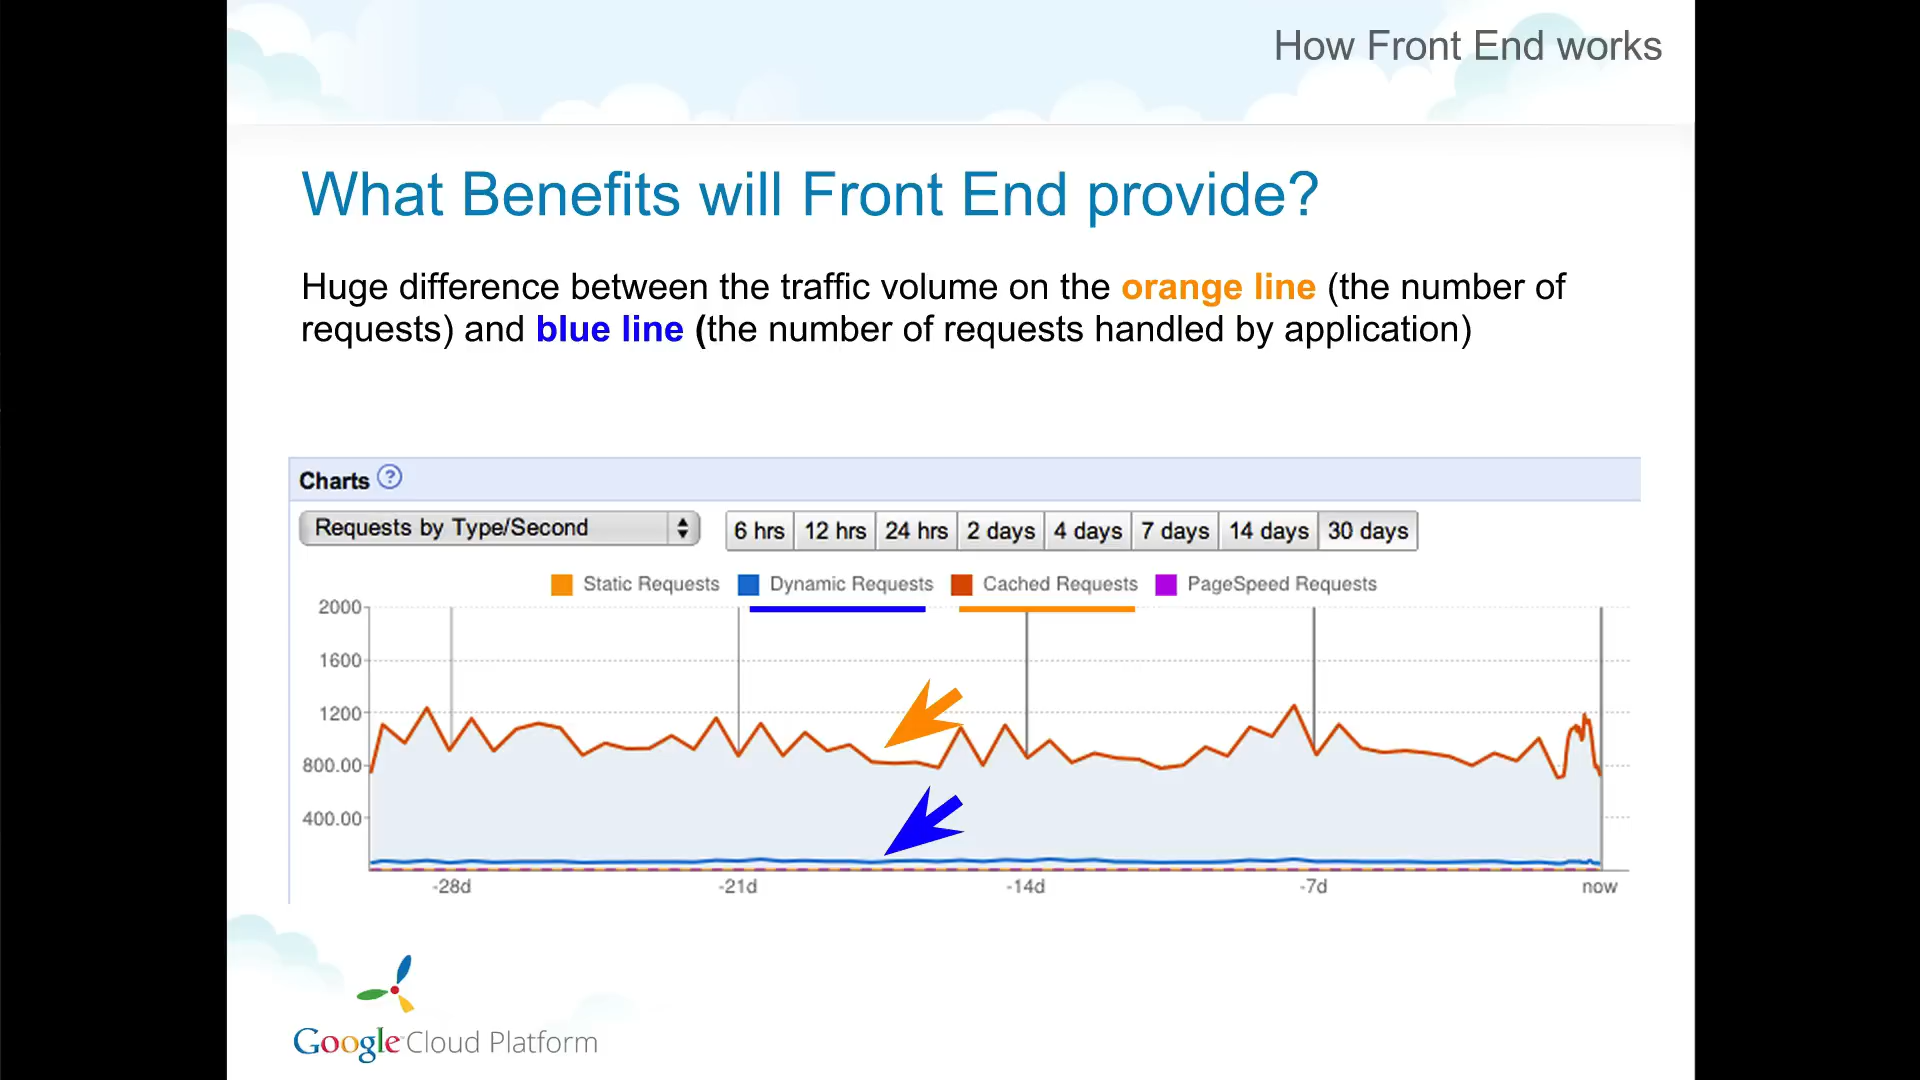 How Front End works
What Benefits will Front End provide?
Huge difference between the traffic volume on the orange line (the number of
requests) and blue line (the number of requests handled by application)
Charts ?
Requests by Type/Second
6 hrs 12 hrs 24 hrs 2 days 4 days 7 days 14 days 30 days
Static Requests Dynamic Requests Cached Requests PageSpeed Requests
2000
1600
1200
800.00
400.00
-28d -21d -14d -7d now
Google Cloud Platform